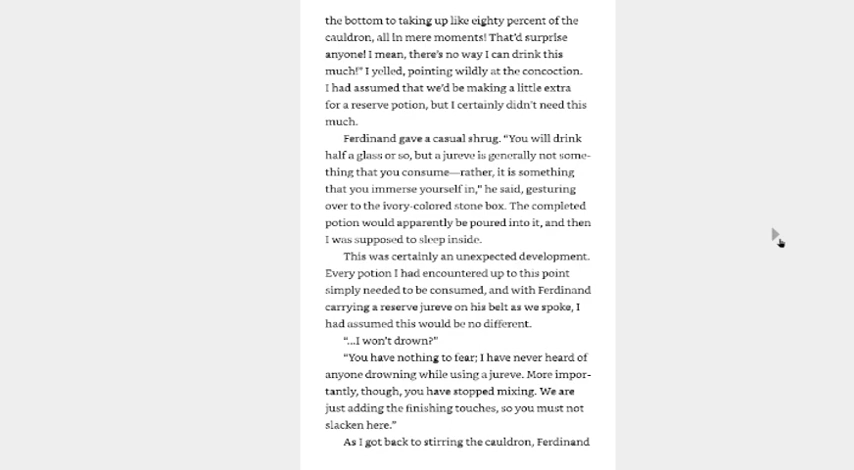 the bottom to taking up like eighty percent of the
cauldron, all in mere moments! That'd surprise
anyone! I mean, there's no way I can drink this
much!" I yelled, pointing wildly at the concoction.
I had assumed that we'd be making a little extra
for a reserve potion, but I certainly didn't need this
much.
Ferdinand gave a casual shrug. "You will drink
half a glass or so, but a jureve is generally not some-
thing that you consume—rather, it is something
that you immerse yourself in," he said, gesturing
over to the ivory-colored stone box. The completed
potion would apparently be poured into it, and then
I was supposed to sleep inside.
This was certainly an unexpected development.
Every potion I had encountered up to this point
simply needed to be consumed, and with Ferdinand
carrying a reserve jureve on his belt as we spoke, I
had assumed this would be no different.
"...I won't drown?"
"You have nothing to fear; I have never heard of
anyone drowning while using a jureve. More impor-
tantly, though, you have stopped mixing. We are
just adding the finishing touches, so you must not
slacken here."
As I got back to stirring the cauldron, Ferdinand